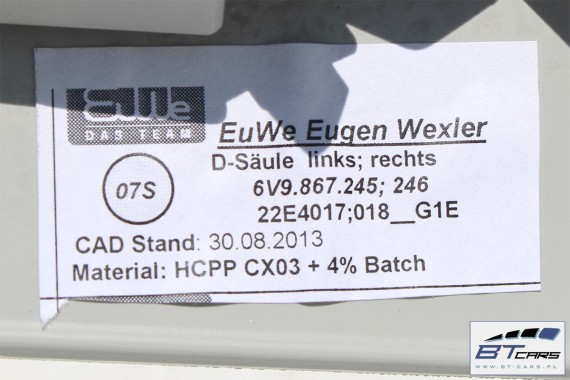 EuWe
DAS TEAM
EuWe Eugen Wexler
D-Säule links; rechts
07S
6V9.867.245; 246
22E4017;018__G1E
CAD Stand: 30.08.2013
Material: HCPP CX03 + 4% Batch
BT CARS
WWW.BT-CARS.PL